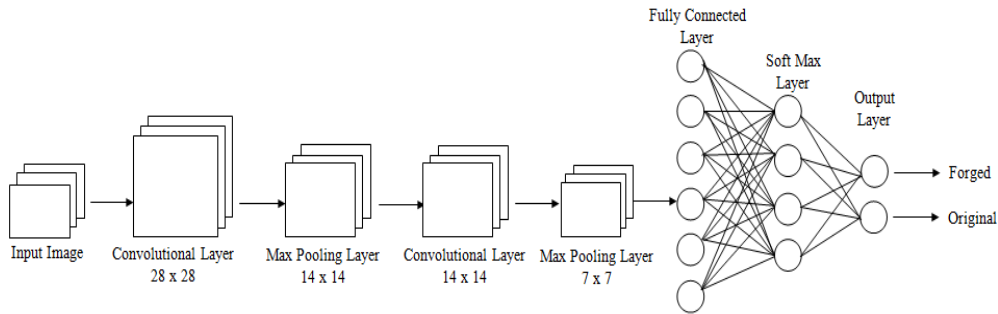 Fully Connected
Layer
Soft Max
Layer
Output
Layer
Forged
Original
Input Image
Convolutional Layer
28 x 28
Max Pooling Layer
14 x 14
Convolutional Layer
14 x 14
Max Pooling Layer
7 x 7